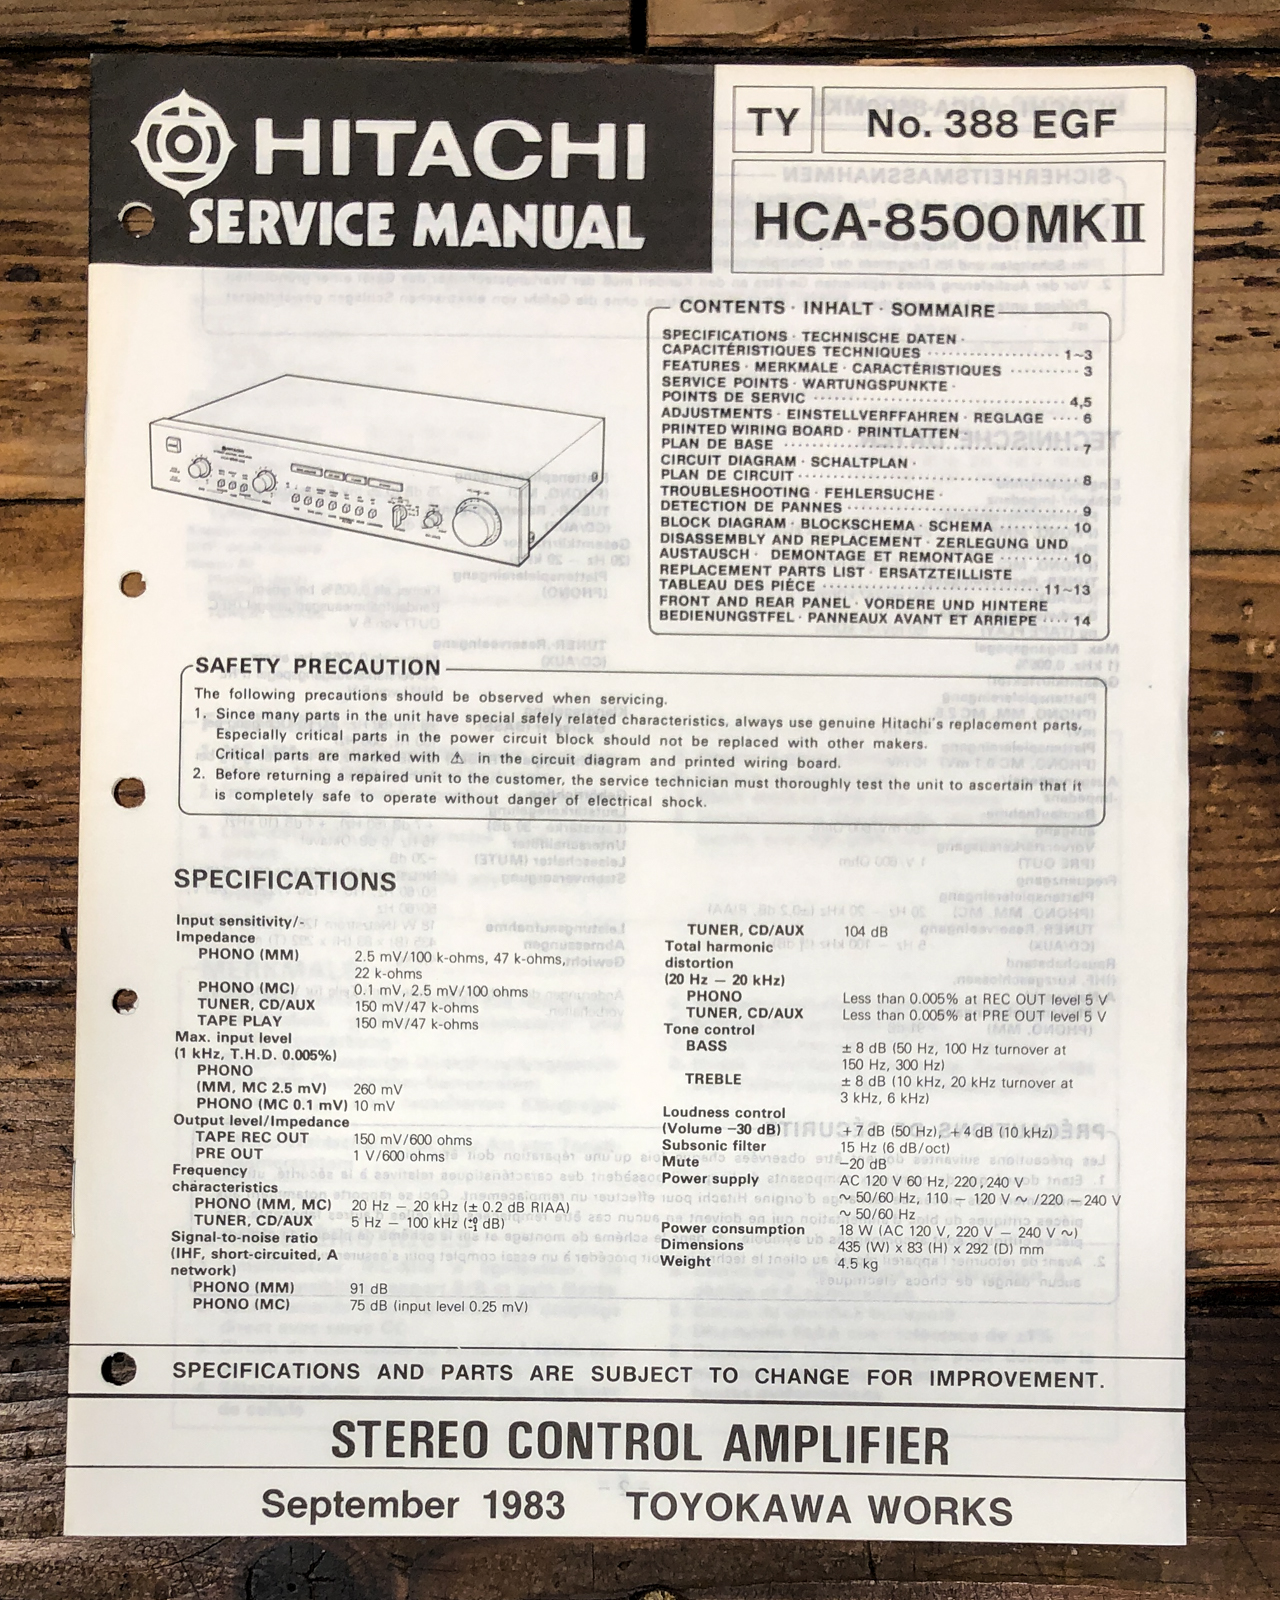 HITACHI
SERVICE MANUAL
TY
No. 388 EGF
HCA-8500MKII
CONTENTS · INHALT · SOMMAIRE
SPECIFICATIONS · TECHNISCHE DATEN ·
CAPACITÉRISTIQUES TECHNIQUES ················ 1~3
FEATURES · MERKMALE · CARACTÉRISTIQUES ·········· 3
SERVICE POINTS · WARTUNGSPUNKTE ·
POINTS DE SERVIC ································ 4,5
ADJUSTMENTS · EINSTELLVERFFAHREN · REGLAGE ···· 6
PRINTED WIRING BOARD · PRINTLATTEN ·
PLAN DE BASE ···································· 7
CIRCUIT DIAGRAM · SCHALTPLAN ·
PLAN DE CIRCUIT ·································· 8
TROUBLESHOOTING · FEHLERSUCHE ·
DETECTION DE PANNES ···························· 9
BLOCK DIAGRAM · BLOCKSCHEMA · SCHEMA ·········· 10
DISASSEMBLY AND REPLACEMENT · ZERLEGUNG UND
AUSTAUSCH · DEMONTAGE ET REMONTAGE ·········· 10
REPLACEMENT PARTS LIST · ERSATZTEILLISTE
TABLEAU DES PIÈCE ···························· 11~13
FRONT AND REAR PANEL · VORDERE UND HINTERE
BEDIENUNGSTFEL · PANNEAUX AVANT ET ARRIEPE ···· 14
SAFETY PRECAUTION
The following precautions should be observed when servicing.
1. Since many parts in the unit have special safely related characteristics, always use genuine Hitachi's replacement parts,
Especially critical parts in the power circuit block should not be replaced with other makers.
Critical parts are marked with ⚠ in the circuit diagram and printed wiring board.
2. Before returning a repaired unit to the customer, the service technician must thoroughly test the unit to ascertain that it
is completely safe to operate without danger of electrical shock.
SPECIFICATIONS
Input sensitivity/-
Impedance
PHONO (MM) 2.5 mV/100 k-ohms, 47 k-ohms,
22 k-ohms
PHONO (MC) 0.1 mV, 2.5 mV/100 ohms
TUNER, CD/AUX 150 mV/47 k-ohms
TAPE PLAY 150 mV/47 k-ohms
Max. input level
(1 kHz, T.H.D. 0.005%)
PHONO
(MM, MC 2.5 mV) 260 mV
PHONO (MC 0.1 mV) 10 mV
Output level/Impedance
TAPE REC OUT 150 mV/600 ohms
PRE OUT 1 V/600 ohms
Frequency
characteristics
PHONO (MM, MC) 20 Hz – 20 kHz (± 0.2 dB RIAA)
TUNER, CD/AUX 5 Hz – 100 kHz ( dB)
Signal-to-noise ratio
(IHF, short-circuited, A
network)
PHONO (MM) 91 dB
PHONO (MC) 75 dB (input level 0.25 mV)
TUNER, CD/AUX 104 dB
Total harmonic
distortion
(20 Hz – 20 kHz)
PHONO Less than 0.005% at REC OUT level 5 V
TUNER, CD/AUX Less than 0.005% at PRE OUT level 5 V
Tone control
BASS ± 8 dB (50 Hz, 100 Hz turnover at
150 Hz, 300 Hz)
TREBLE ± 8 dB (10 kHz, 20 kHz turnover at
3 kHz, 6 kHz)
Loudness control
(Volume –30 dB) +7 dB (50 Hz), +4 dB (10 kHz)
Subsonic filter 15 Hz (6 dB/oct)
Mute –20 dB
Power supply AC 120 V 60 Hz, 220, 240 V
~ 50/60 Hz, 110 – 120 V ~ /220 – 240 V
~ 50/60 Hz
Power consumption 18 W (AC 120 V, 220 V – 240 V ~)
Dimensions 435 (W) x 83 (H) x 292 (D) mm
Weight 4.5 kg
SPECIFICATIONS AND PARTS ARE SUBJECT TO CHANGE FOR IMPROVEMENT.
STEREO CONTROL AMPLIFIER
September 1983 TOYOKAWA WORKS